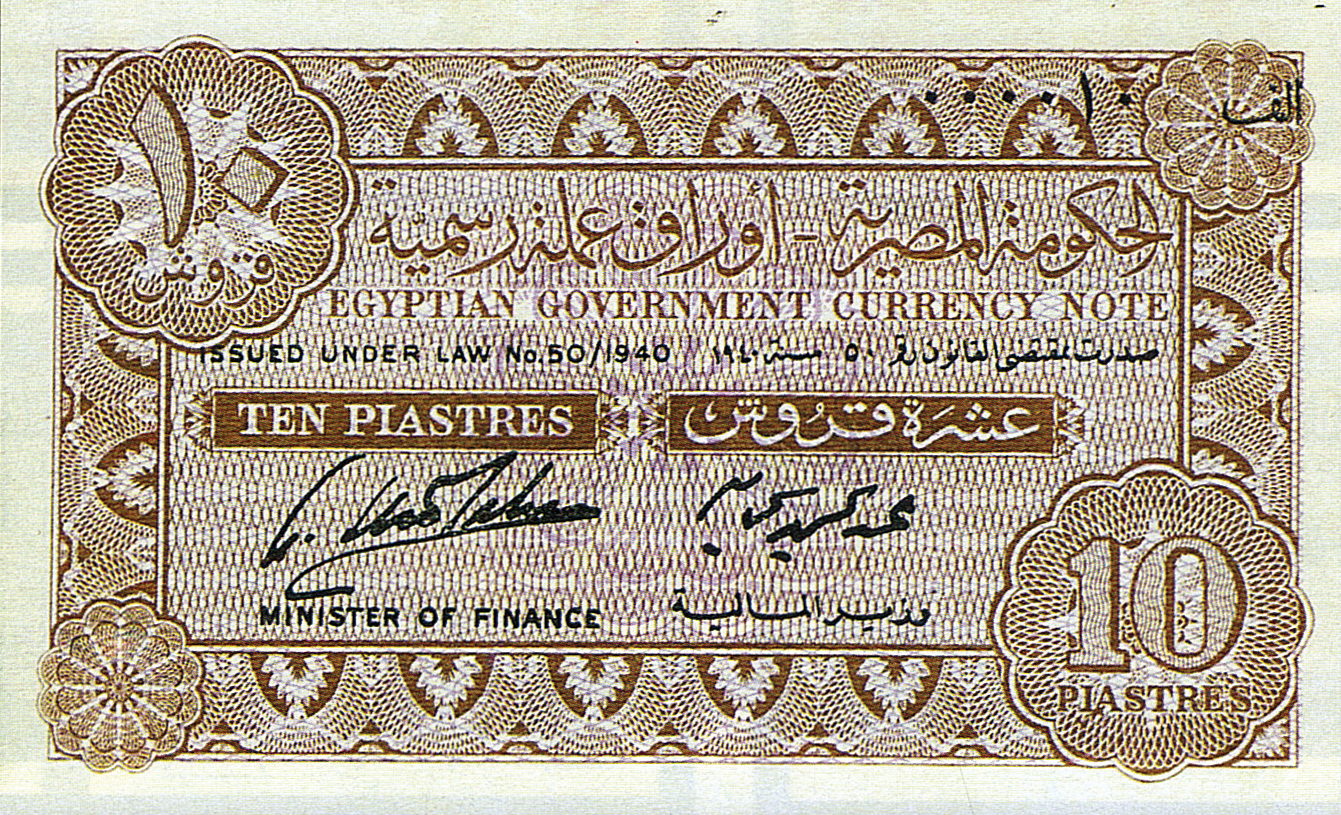 ١٠
قروش
الف ٠٠٠٠١٠
الحكومة المصرية - أوراق عملة رسمية
EGYPTIAN GOVERNMENT CURRENCY NOTE
ISSUED UNDER LAW No.50/1940 صدرت بمقتضى القانون رقم ٥٠ سنة ١٩٤٠
TEN PIASTRES عشرة قروش
MINISTER OF FINANCE وزير المالية
10
PIASTRES